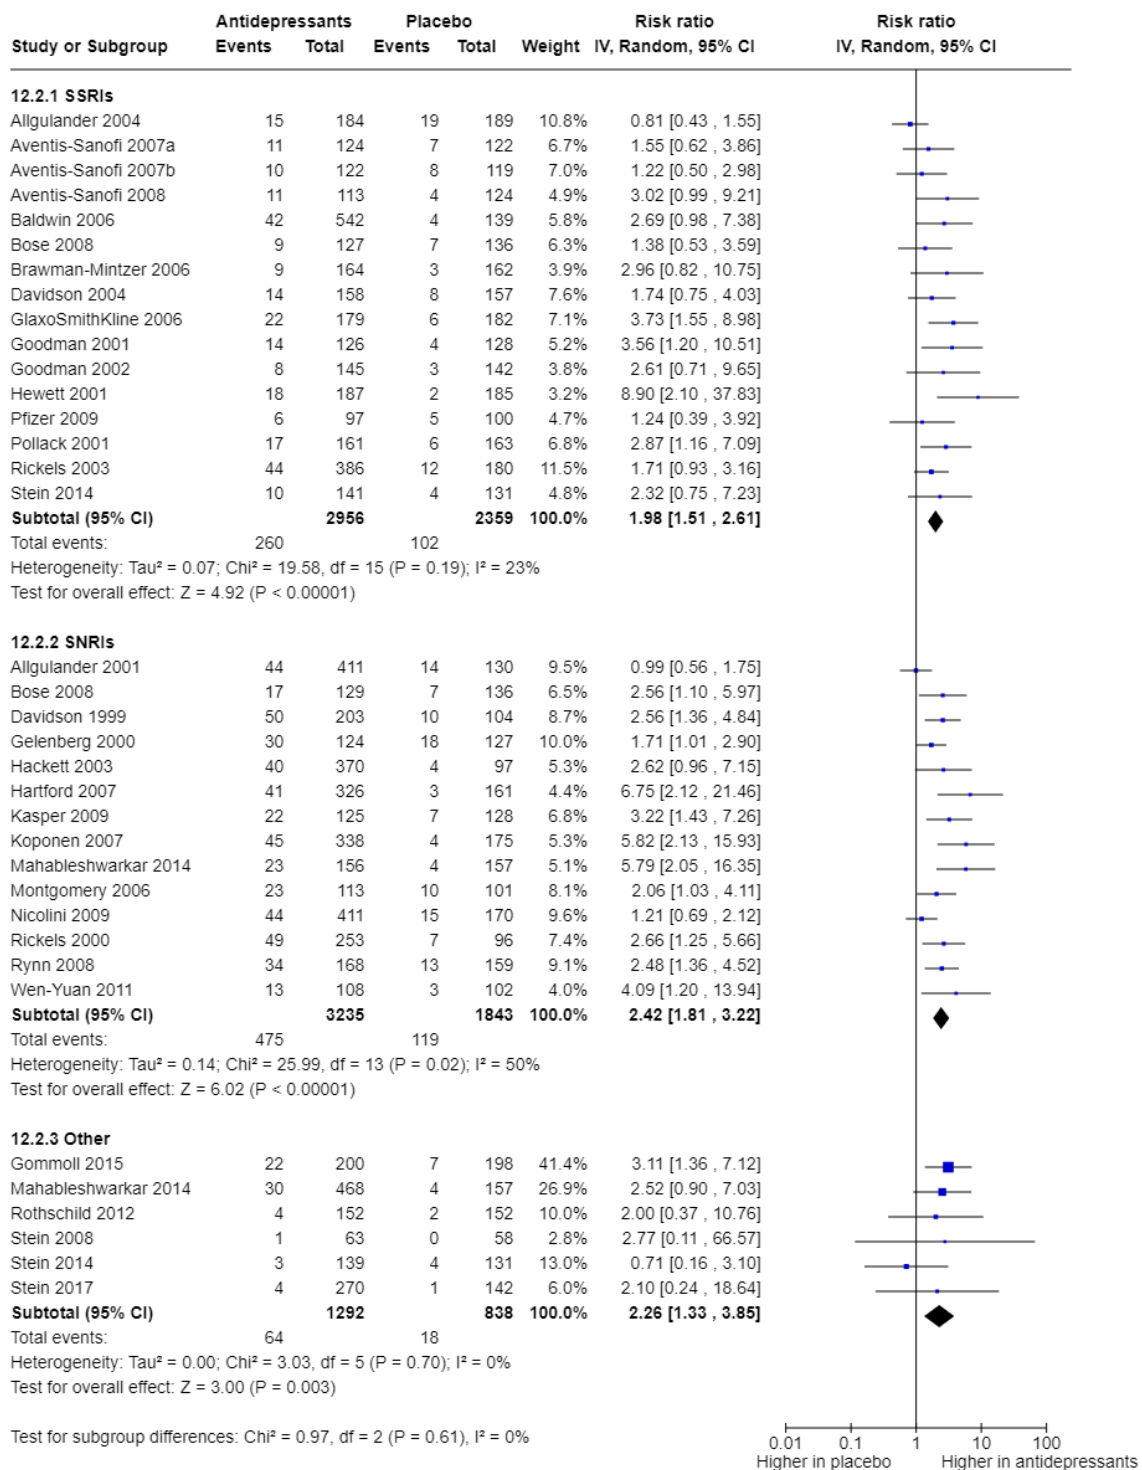 Antidepressants Placebo Risk ratio Risk ratio
Study or Subgroup Events Total Events Total Weight IV, Random, 95% CI IV, Random, 95% CI
12.2.1 SSRIs
Allgulander 2004 15 184 19 189 10.8% 0.81 [0.43 , 1.55]
Aventis-Sanofi 2007a 11 124 7 122 6.7% 1.55 [0.62 , 3.86]
Aventis-Sanofi 2007b 10 122 8 119 7.0% 1.22 [0.50 , 2.98]
Aventis-Sanofi 2008 11 113 4 124 4.9% 3.02 [0.99 , 9.21]
Baldwin 2006 42 542 4 139 5.8% 2.69 [0.98 , 7.38]
Bose 2008 9 127 7 136 6.3% 1.38 [0.53 , 3.59]
Brawman-Mintzer 2006 9 164 3 162 3.9% 2.96 [0.82 , 10.75]
Davidson 2004 14 158 8 157 7.6% 1.74 [0.75 , 4.03]
GlaxoSmithKline 2006 22 179 6 182 7.1% 3.73 [1.55 , 8.98]
Goodman 2001 14 126 4 128 5.2% 3.56 [1.20 , 10.51]
Goodman 2002 8 145 3 142 3.8% 2.61 [0.71 , 9.65]
Hewett 2001 18 187 2 185 3.2% 8.90 [2.10 , 37.83]
Pfizer 2009 6 97 5 100 4.7% 1.24 [0.39 , 3.92]
Pollack 2001 17 161 6 163 6.8% 2.87 [1.16 , 7.09]
Rickels 2003 44 386 12 180 11.5% 1.71 [0.93 , 3.16]
Stein 2014 10 141 4 131 4.8% 2.32 [0.75 , 7.23]
Subtotal (95% CI) 2956 2359 100.0% 1.98 [1.51 , 2.61]
Total events: 260 102
Heterogeneity: Tau² = 0.07; Chi² = 19.58, df = 15 (P = 0.19); I² = 23%
Test for overall effect: Z = 4.92 (P < 0.00001)
12.2.2 SNRIs
Allgulander 2001 44 411 14 130 9.5% 0.99 [0.56 , 1.75]
Bose 2008 17 129 7 136 6.5% 2.56 [1.10 , 5.97]
Davidson 1999 50 203 10 104 8.7% 2.56 [1.36 , 4.84]
Gelenberg 2000 30 124 18 127 10.0% 1.71 [1.01 , 2.90]
Hackett 2003 40 370 4 97 5.3% 2.62 [0.96 , 7.15]
Hartford 2007 41 326 3 161 4.4% 6.75 [2.12 , 21.46]
Kasper 2009 22 125 7 128 6.8% 3.22 [1.43 , 7.26]
Koponen 2007 45 338 4 175 5.3% 5.82 [2.13 , 15.93]
Mahableshwarkar 2014 23 156 4 157 5.1% 5.79 [2.05 , 16.35]
Montgomery 2006 23 113 10 101 8.1% 2.06 [1.03 , 4.11]
Nicolini 2009 44 411 15 170 9.6% 1.21 [0.69 , 2.12]
Rickels 2000 49 253 7 96 7.4% 2.66 [1.25 , 5.66]
Rynn 2008 34 168 13 159 9.1% 2.48 [1.36 , 4.52]
Wen-Yuan 2011 13 108 3 102 4.0% 4.09 [1.20 , 13.94]
Subtotal (95% CI) 3235 1843 100.0% 2.42 [1.81 , 3.22]
Total events: 475 119
Heterogeneity: Tau² = 0.14; Chi² = 25.99, df = 13 (P = 0.02); I² = 50%
Test for overall effect: Z = 6.02 (P < 0.00001)
12.2.3 Other
Gommoll 2015 22 200 7 198 41.4% 3.11 [1.36 , 7.12]
Mahableshwarkar 2014 30 468 4 157 26.9% 2.52 [0.90 , 7.03]
Rothschild 2012 4 152 2 152 10.0% 2.00 [0.37 , 10.76]
Stein 2008 1 63 0 58 2.8% 2.77 [0.11 , 66.57]
Stein 2014 3 139 4 131 13.0% 0.71 [0.16 , 3.10]
Stein 2017 4 270 1 142 6.0% 2.10 [0.24 , 18.64]
Subtotal (95% CI) 1292 838 100.0% 2.26 [1.33 , 3.85]
Total events: 64 18
Heterogeneity: Tau² = 0.00; Chi² = 3.03, df = 5 (P = 0.70); I² = 0%
Test for overall effect: Z = 3.00 (P = 0.003)
Test for subgroup differences: Chi² = 0.97, df = 2 (P = 0.61), I² = 0%
0.01 0.1 1 10 100
Higher in placebo Higher in antidepressants